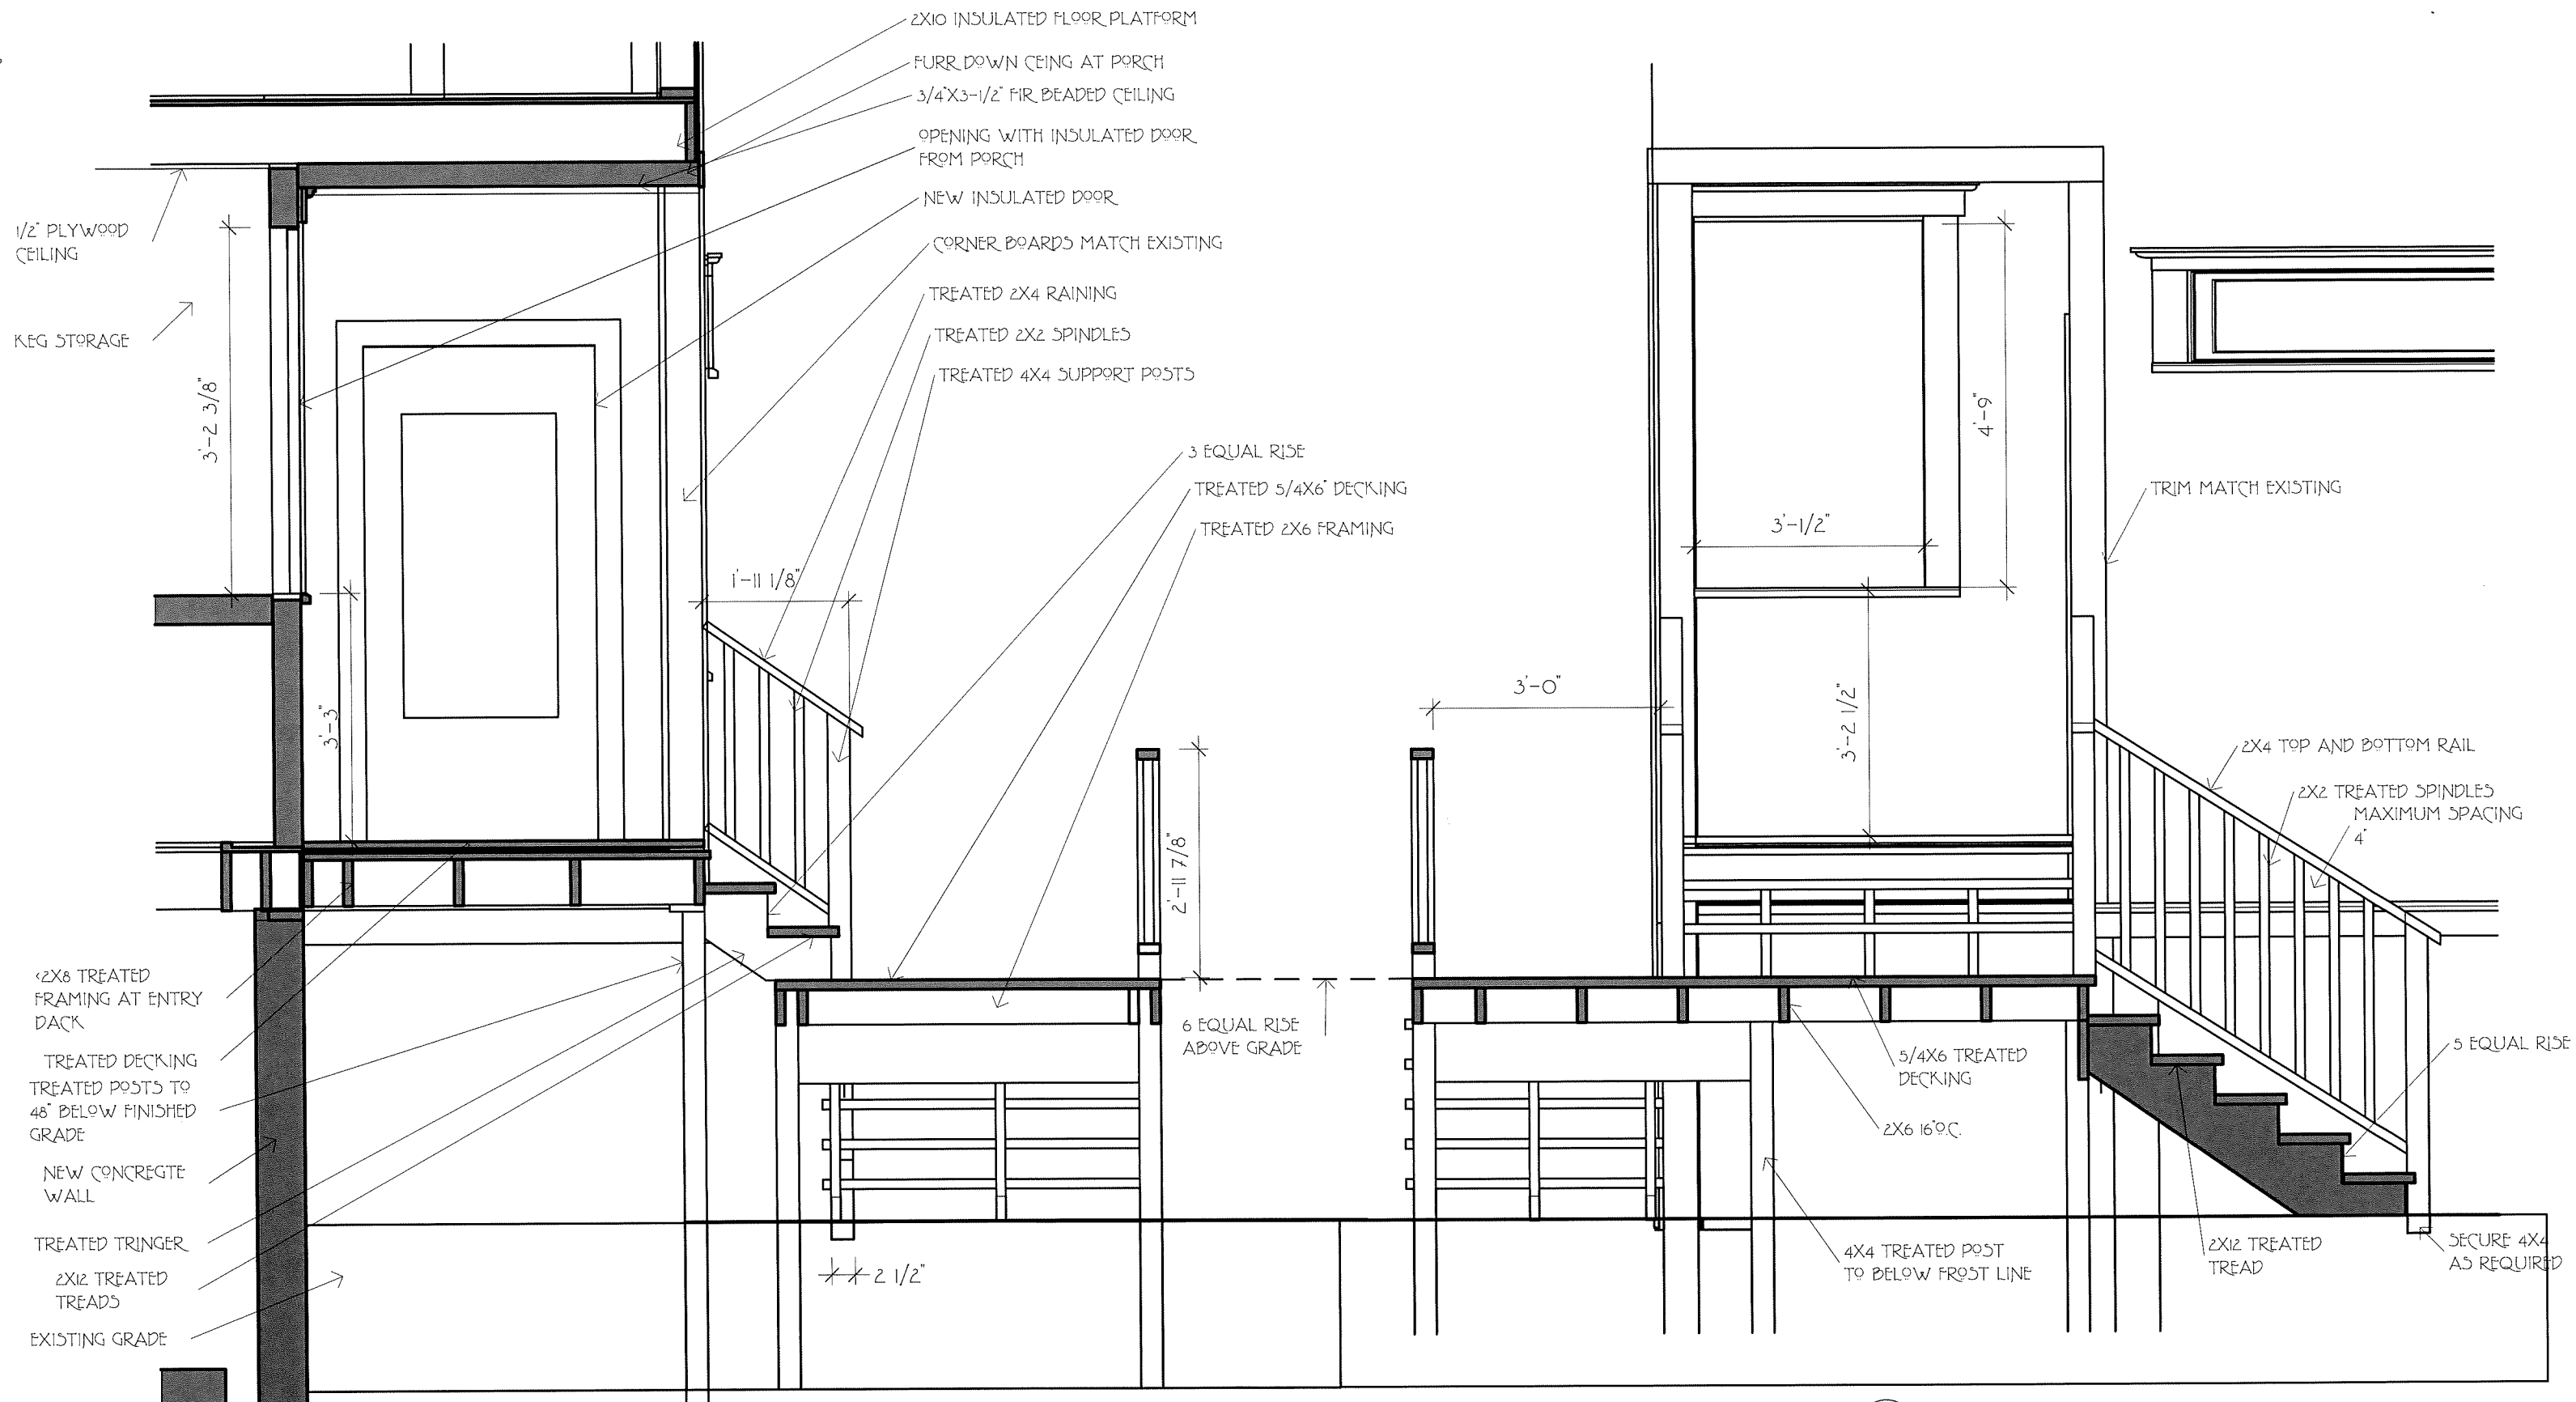 2X10 INSULATED FLOOR PLATFORM
FURR DOWN CEING AT PORCH
3/4"X3-1/2" FIR BEADED CEILING
OPENING WITH INSULATED DOOR
FROM PORCH
NEW INSULATED DOOR
CORNER BOARDS MATCH EXISTING
TREATED 2X4 RAINING
TREATED 2X2 SPINDLES
TREATED 4X4 SUPPORT POSTS
3 EQUAL RISE
TREATED 5/4X6" DECKING
TREATED 2X6 FRAMING
1/2" PLYWOOD
CEILING
KEG STORAGE
3'-2 3/8"
3'-3"
1'-11 1/8"
2'-11 7/8"
<2X8 TREATED
FRAMING AT ENTRY
DACK
TREATED DECKING
TREATED POSTS TO
48" BELOW FINISHED
GRADE
NEW CONCREGTE
WALL
TREATED TRINGER
2X12 TREATED
TREADS
EXISTING GRADE
2 1/2"
6 EQUAL RISE
ABOVE GRADE
3'-0"
3'-1/2"
4'-9"
3'-2 1/2"
TRIM MATCH EXISTING
2X4 TOP AND BOTTOM RAIL
2X2 TREATED SPINDLES
MAXIMUM SPACING
4"
5 EQUAL RISE
5/4X6 TREATED
DECKING
2X6 16"O.C.
4X4 TREATED POST
TO BELOW FROST LINE
2X12 TREATED
TREAD
SECURE 4X4
AS REQUIRED